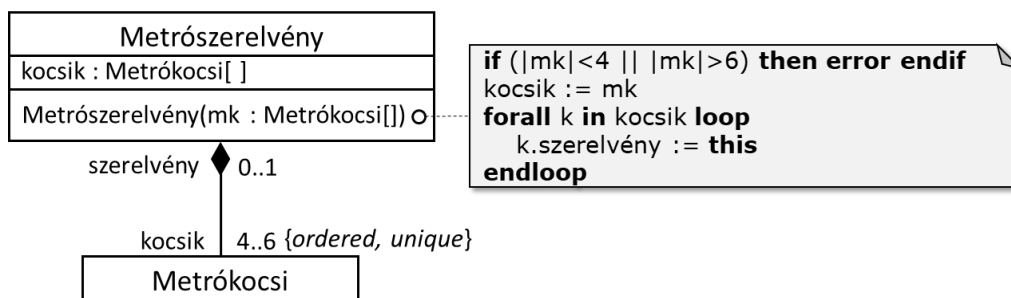 Metrószerelvény
kocsik : Metrókocsi[ ]
Metrószerelvény(mk : Metrókocsi[])
if (|mk|<4 || |mk|>6) then error endif
kocsik := mk
forall k in kocsik loop
k.szerelvény := this
endloop
szerelvény 0..1
kocsik 4..6 {ordered, unique}
Metrókocsi